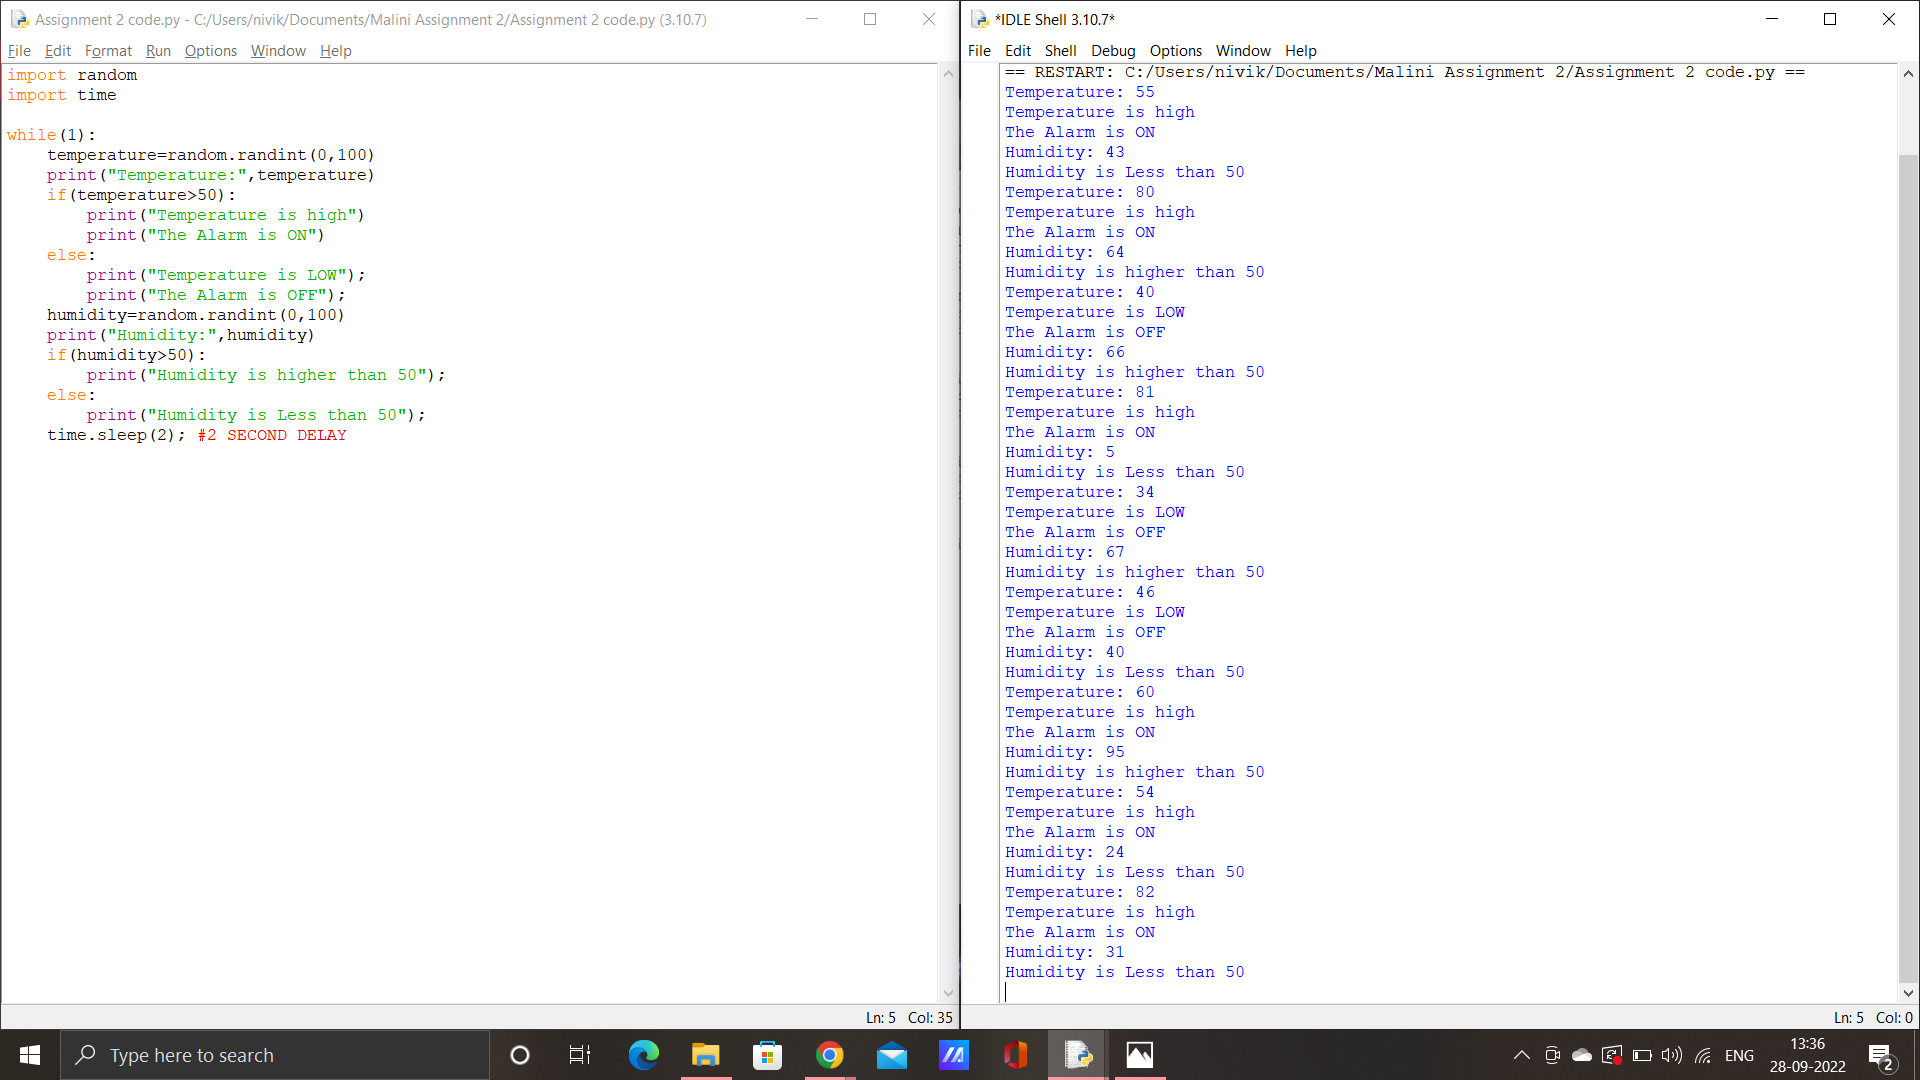 Assignment 2 code.py - C:/Users/nivik/Documents/Malini Assignment 2/Assignment 2 code.py (3.10.7)
File Edit Format Run Options Window Help
import random
import time
while(1):
    temperature=random.randint(0,100)
    print("Temperature:",temperature)
    if(temperature>50):
        print("Temperature is high")
        print("The Alarm is ON")
    else:
        print("Temperature is LOW");
        print("The Alarm is OFF");
    humidity=random.randint(0,100)
    print("Humidity:",humidity)
    if(humidity>50):
        print("Humidity is higher than 50");
    else:
        print("Humidity is Less than 50");
    time.sleep(2); #2 SECOND DELAY
Ln: 5 Col: 35
*IDLE Shell 3.10.7*
File Edit Shell Debug Options Window Help
== RESTART: C:/Users/nivik/Documents/Malini Assignment 2/Assignment 2 code.py ==
Temperature: 55
Temperature is high
The Alarm is ON
Humidity: 43
Humidity is Less than 50
Temperature: 80
Temperature is high
The Alarm is ON
Humidity: 64
Humidity is higher than 50
Temperature: 40
Temperature is LOW
The Alarm is OFF
Humidity: 66
Humidity is higher than 50
Temperature: 81
Temperature is high
The Alarm is ON
Humidity: 5
Humidity is Less than 50
Temperature: 34
Temperature is LOW
The Alarm is OFF
Humidity: 67
Humidity is higher than 50
Temperature: 46
Temperature is LOW
The Alarm is OFF
Humidity: 40
Humidity is Less than 50
Temperature: 60
Temperature is high
The Alarm is ON
Humidity: 95
Humidity is higher than 50
Temperature: 54
Temperature is high
The Alarm is ON
Humidity: 24
Humidity is Less than 50
Temperature: 82
Temperature is high
The Alarm is ON
Humidity: 31
Humidity is Less than 50
Ln: 5 Col: 0
Type here to search
ENG
13:36
28-09-2022
2